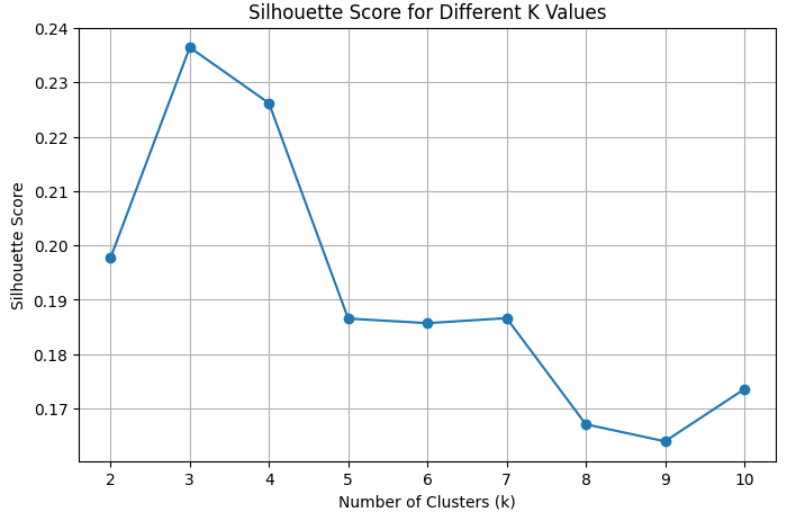 Silhouette Score for Different K Values
0.24
0.23
0.22
0.21
0.20
0.19
0.18
0.17
Silhouette Score
2 3 4 5 6 7 8 9 10
Number of Clusters (k)